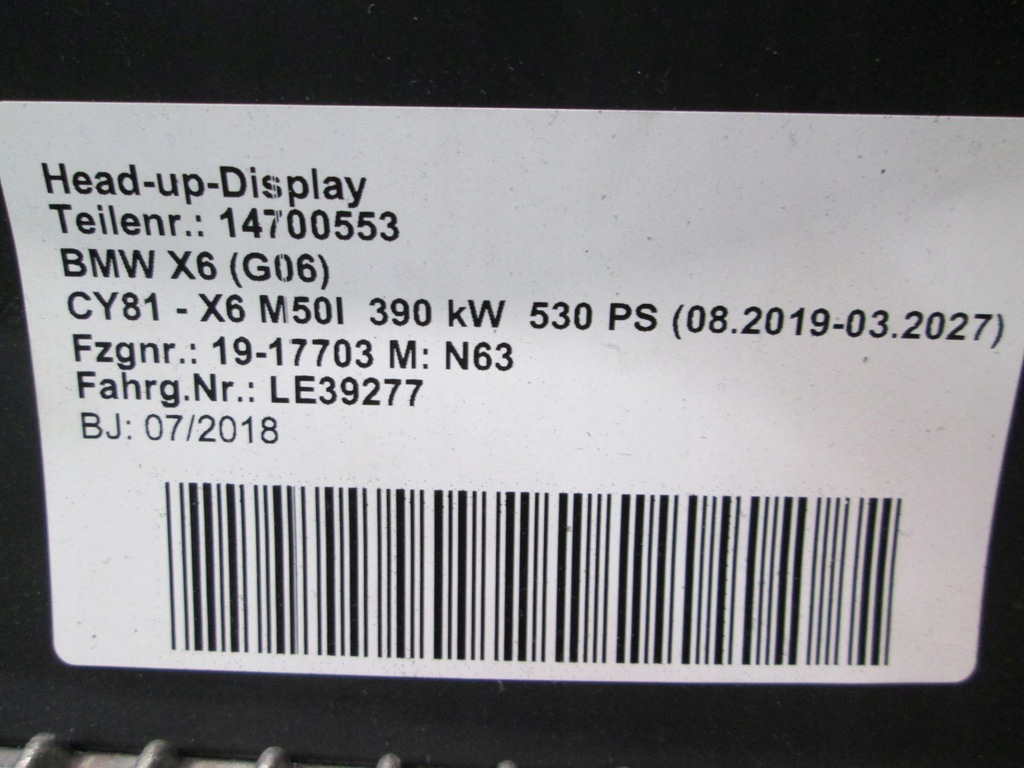 Head-up-Display
Teilenr.: 14700553
BMW X6 (G06)
CY81 - X6 M50I 390 kW 530 PS (08.2019-03.2027)
Fzgnr.: 19-17703 M: N63
Fahrg.Nr.: LE39277
BJ: 07/2018